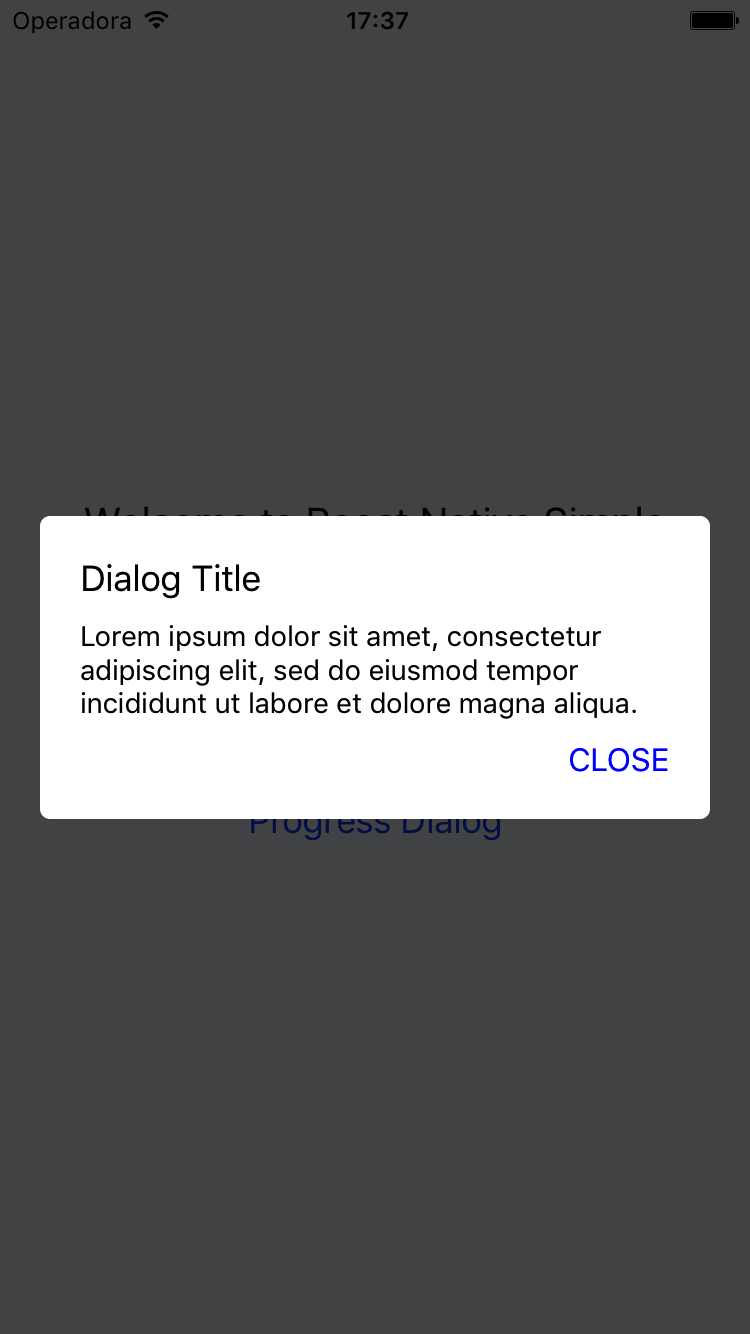 Operadora 17:37
Welcome to React Native Simple
Dialog Title
Lorem ipsum dolor sit amet, consectetur
adipiscing elit, sed do eiusmod tempor
incididunt ut labore et dolore magna aliqua.
CLOSE
Progress Dialog